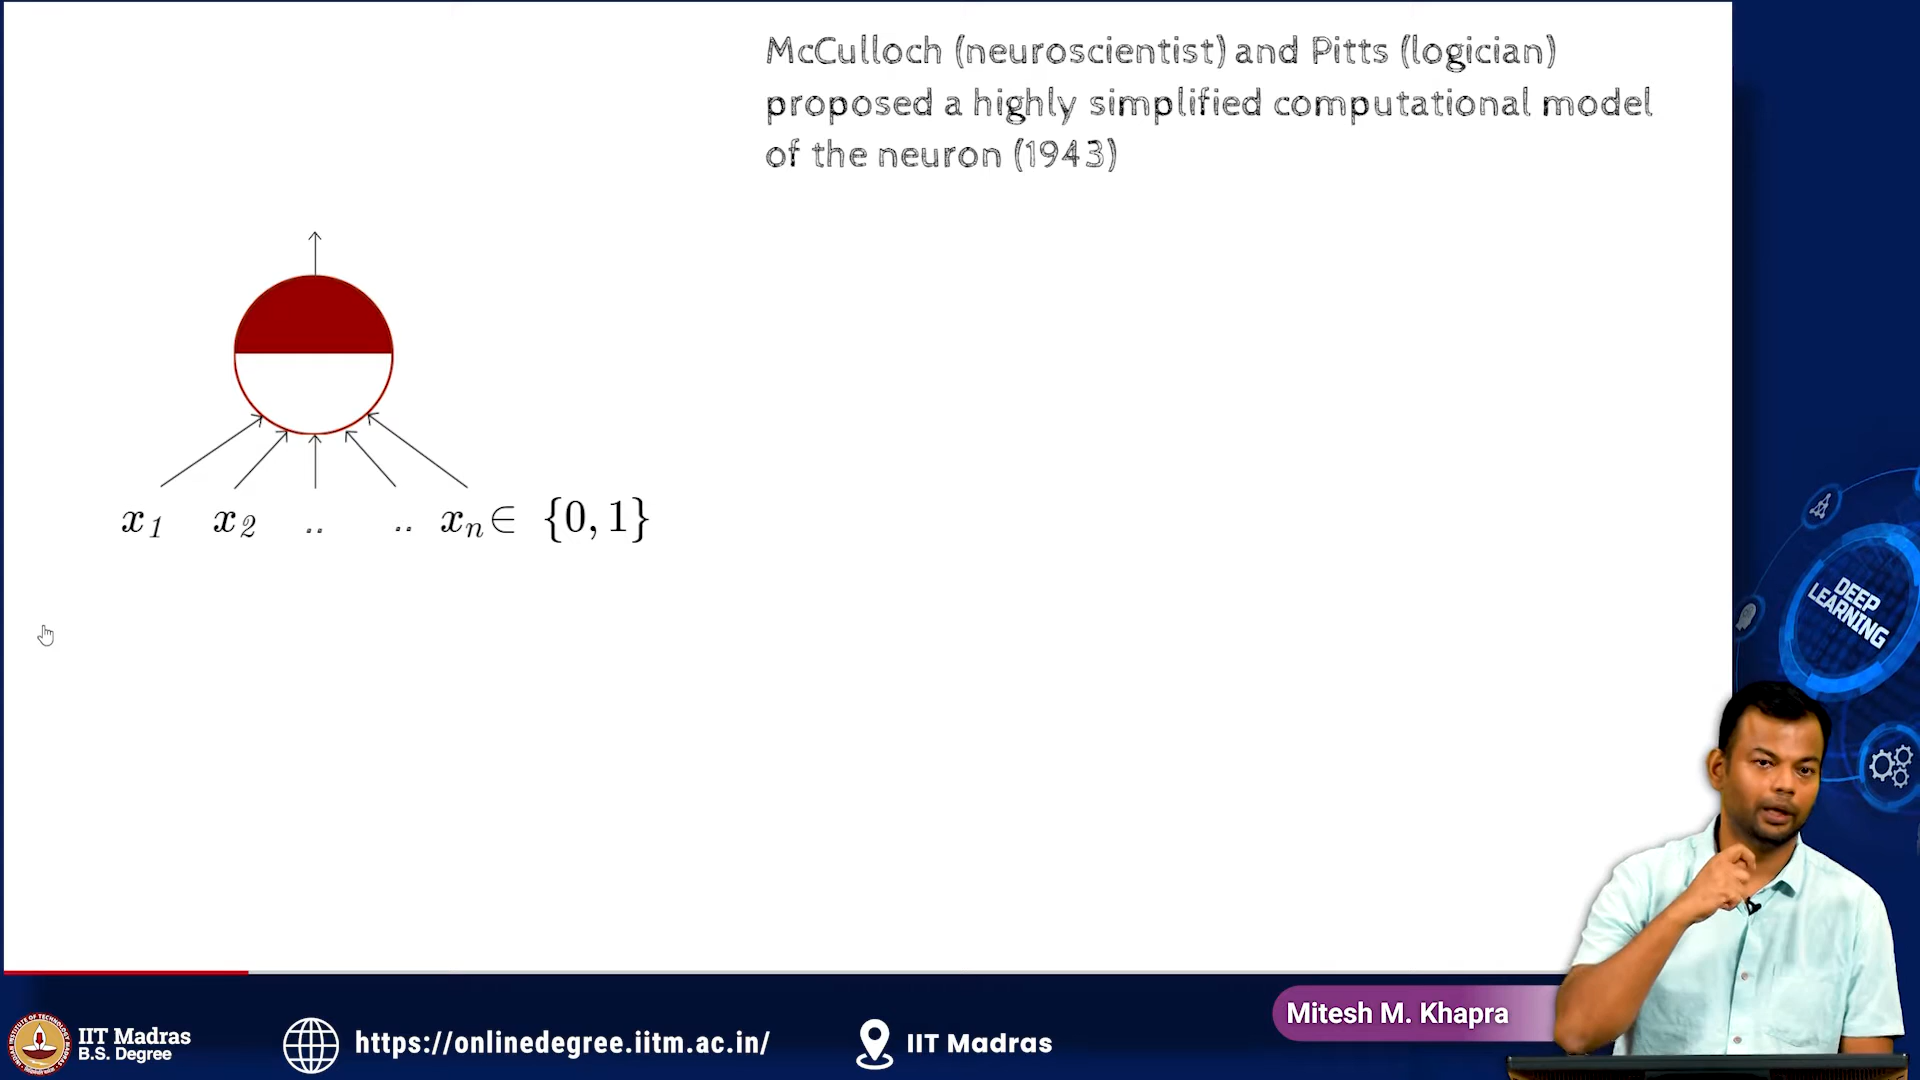 McCulloch (neuroscientist) and Pitts (logician)
proposed a highly simplified computational model
of the neuron (1943)
x1 x2 .. .. xn ∈ {0, 1}
DEEP
LEARNING
Mitesh M. Khapra
IIT Madras
B.S. Degree
https://onlinedegree.iitm.ac.in/
IIT Madras